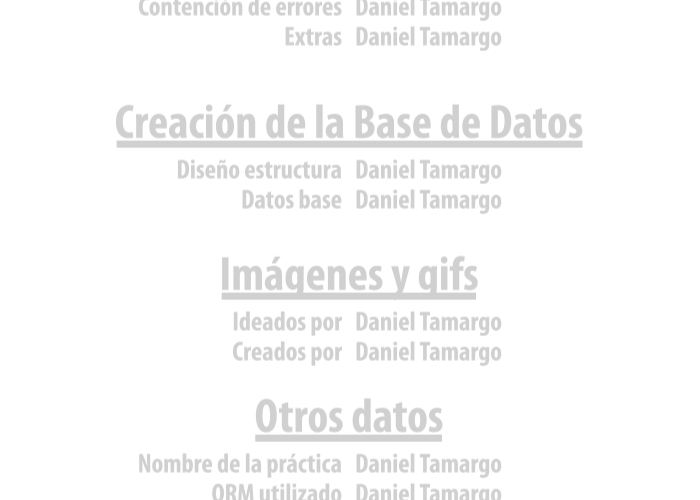 Contención de errores Daniel Tamargo
Extras Daniel Tamargo
Creación de la Base de Datos
Diseño estructura Daniel Tamargo
Datos base Daniel Tamargo
Imágenes y gifs
Ideados por Daniel Tamargo
Creados por Daniel Tamargo
Otros datos
Nombre de la práctica Daniel Tamargo
ORM utilizado Daniel Tamargo